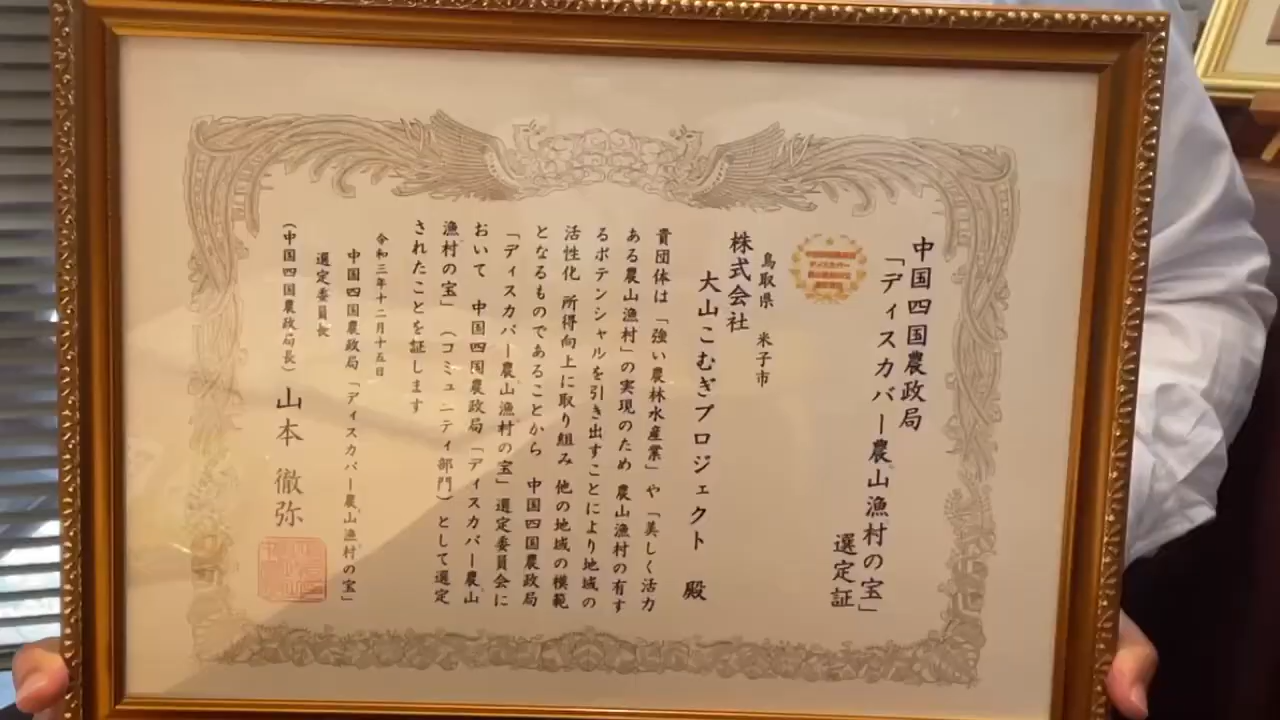 中国四国農政局
「ディスカバー農山漁村の宝」
選定証
鳥取県 米子市
株式会社
大山こむぎプロジェクト 殿
貴団体は「強い農林水産業」や「美しく活力
ある農山漁村」の実現のため 農山漁村の有す
るポテンシャルを引き出すことにより地域の
活性化 所得向上に取り組み 他の地域の模範
となるものであることから 中国四国農政局
「ディスカバー農山漁村の宝」選定委員会に
おいて 中国四国農政局「ディスカバー農山
漁村の宝」（コミュニティ部門）として選定
されたことを証します
令和三年十二月十五日
中国四国農政局「ディスカバー農山漁村の宝」
選定委員長
（中国四国農政局長）山本 徹弥